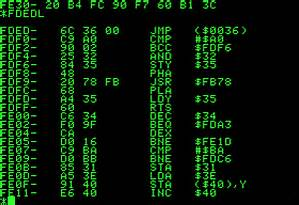 FE30- 20 B4 FC 90 F7 60 B1 3C
*FDEDL
FDED- 6C 36 00 JMP ($0036)
FDF0- C9 A0 CMP #$A0
FDF2- 90 02 BCC $FDF6
FDF4- 25 32 AND $32
FDF6- 84 35 STY $35
FDF8- 48 PHA
FDF9- 20 78 FB JSR $FB78
FDFC- 68 PLA
FDFD- A4 35 LDY $35
FDFF- 60 RTS
FE00- C6 34 DEC $34
FE02- F0 9F BEQ $FDA3
FE04- CA DEX
FE05- D0 16 BNE $FE1D
FE07- C9 BA CMP #$BA
FE09- D0 BB BNE $FDC6
FE0B- 85 31 STA $31
FE0D- A5 3E LDA $3E
FE0F- 91 40 STA ($40),Y
FE11- E6 40 INC $40
*